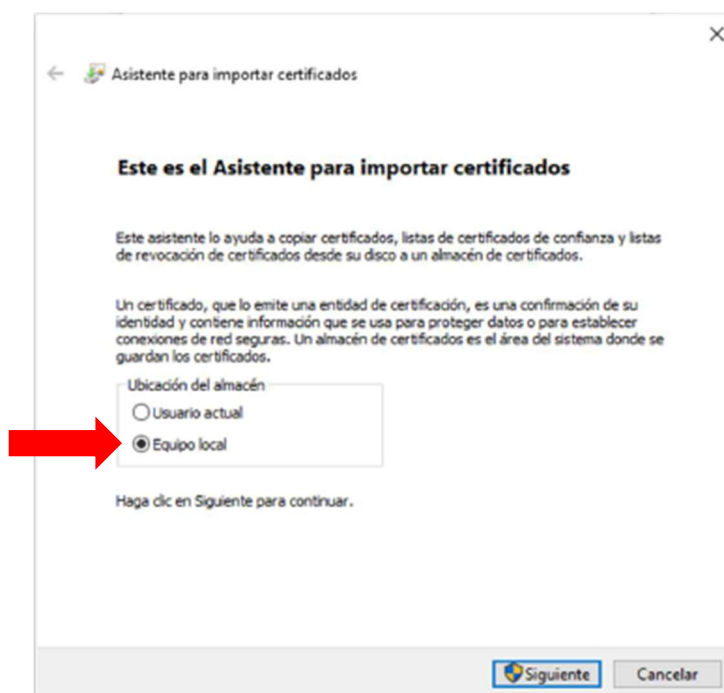 Asistente para importar certificados
Este es el Asistente para importar certificados
Este asistente lo ayuda a copiar certificados, listas de certificados de confianza y listas
de revocación de certificados desde su disco a un almacén de certificados.
Un certificado, que lo emite una entidad de certificación, es una confirmación de su
identidad y contiene información que se usa para proteger datos o para establecer
conexiones de red seguras. Un almacén de certificados es el área del sistema donde se
guardan los certificados.
Ubicación del almacén
Usuario actual
Equipo local
Haga clic en Siguiente para continuar.
Siguiente Cancelar